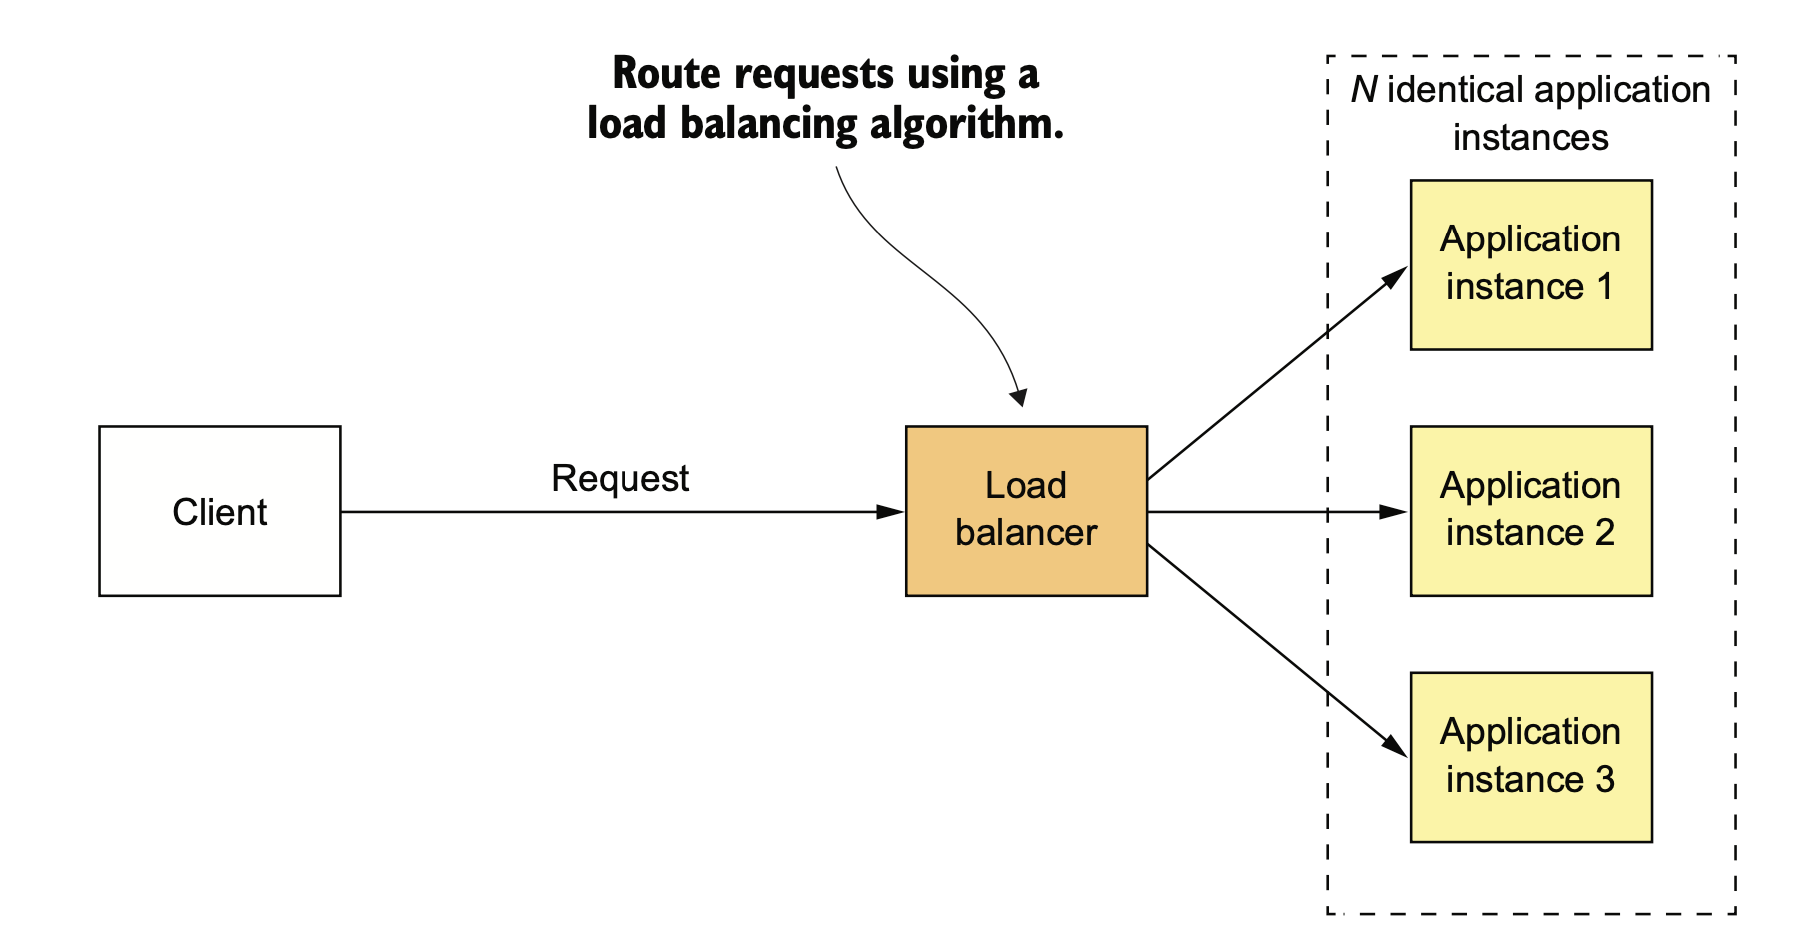 Route requests using a
load balancing algorithm.
N identical application
instances
Application
instance 1
Client
Request
Load
balancer
Application
instance 2
Application
instance 3